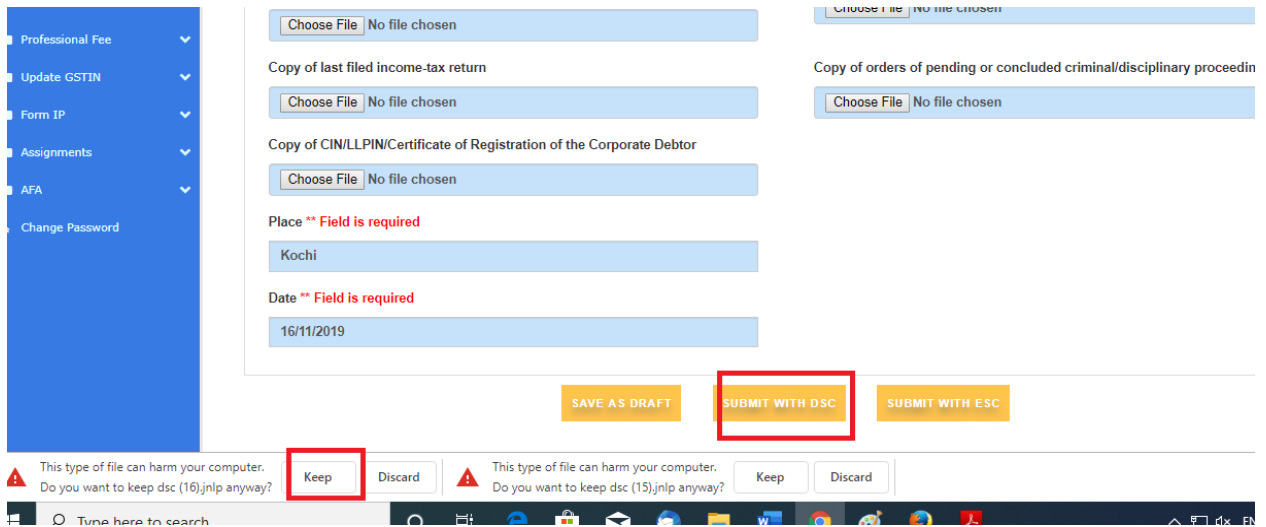 Choose File No file chosen
Choose File No file chosen
Professional Fee
Update GSTIN
Form IP
Assignments
AFA
Change Password
Copy of last filed income-tax return
Copy of orders of pending or concluded criminal/disciplinary proceedin
Choose File No file chosen
Choose File No file chosen
Copy of CIN/LLPIN/Certificate of Registration of the Corporate Debtor
Choose File No file chosen
Place ** Field is required
Kochi
Date ** Field is required
16/11/2019
SAVE AS DRAFT
SUBMIT WITH DSC
SUBMIT WITH ESC
This type of file can harm your computer.
Do you want to keep dsc (16).jnlp anyway?
Keep
Discard
This type of file can harm your computer.
Do you want to keep dsc (15).jnlp anyway?
Keep
Discard
Type here to search
EN